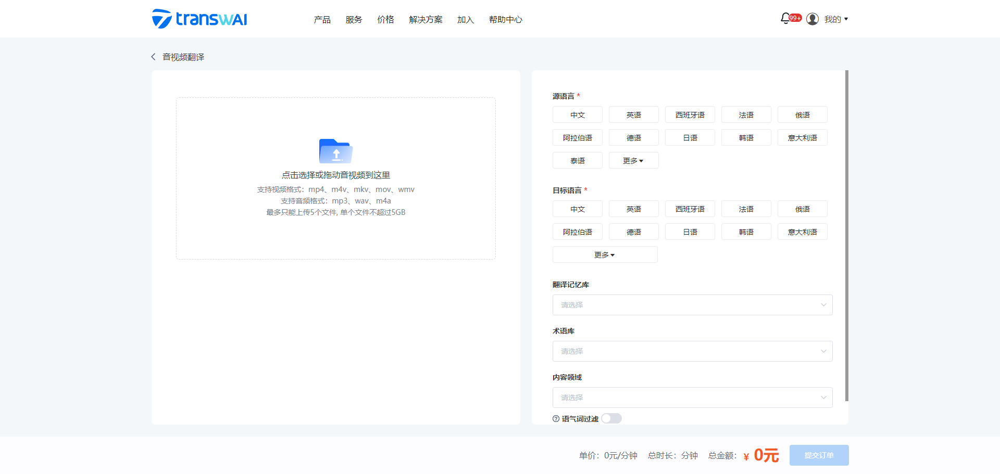 transWAI
产品 服务 价格 解决方案 加入 帮助中心
99+ 我的
音视频翻译
点击选择或拖动音视频到这里
支持视频格式：mp4、m4v、mkv、mov、wmv
支持音频格式：mp3、wav、m4a
最多只能上传5个文件, 单个文件不超过5GB
源语言 *
中文 英语 西班牙语 法语 俄语
阿拉伯语 德语 日语 韩语 意大利语
泰语 更多
目标语言 *
中文 英语 西班牙语 法语 俄语
阿拉伯语 德语 日语 韩语 意大利语
更多
翻译记忆库
请选择
术语库
请选择
内容领域
请选择
? 语气词过滤
单价：0元/分钟 总时长：分钟 总金额：¥ 0元 提交订单